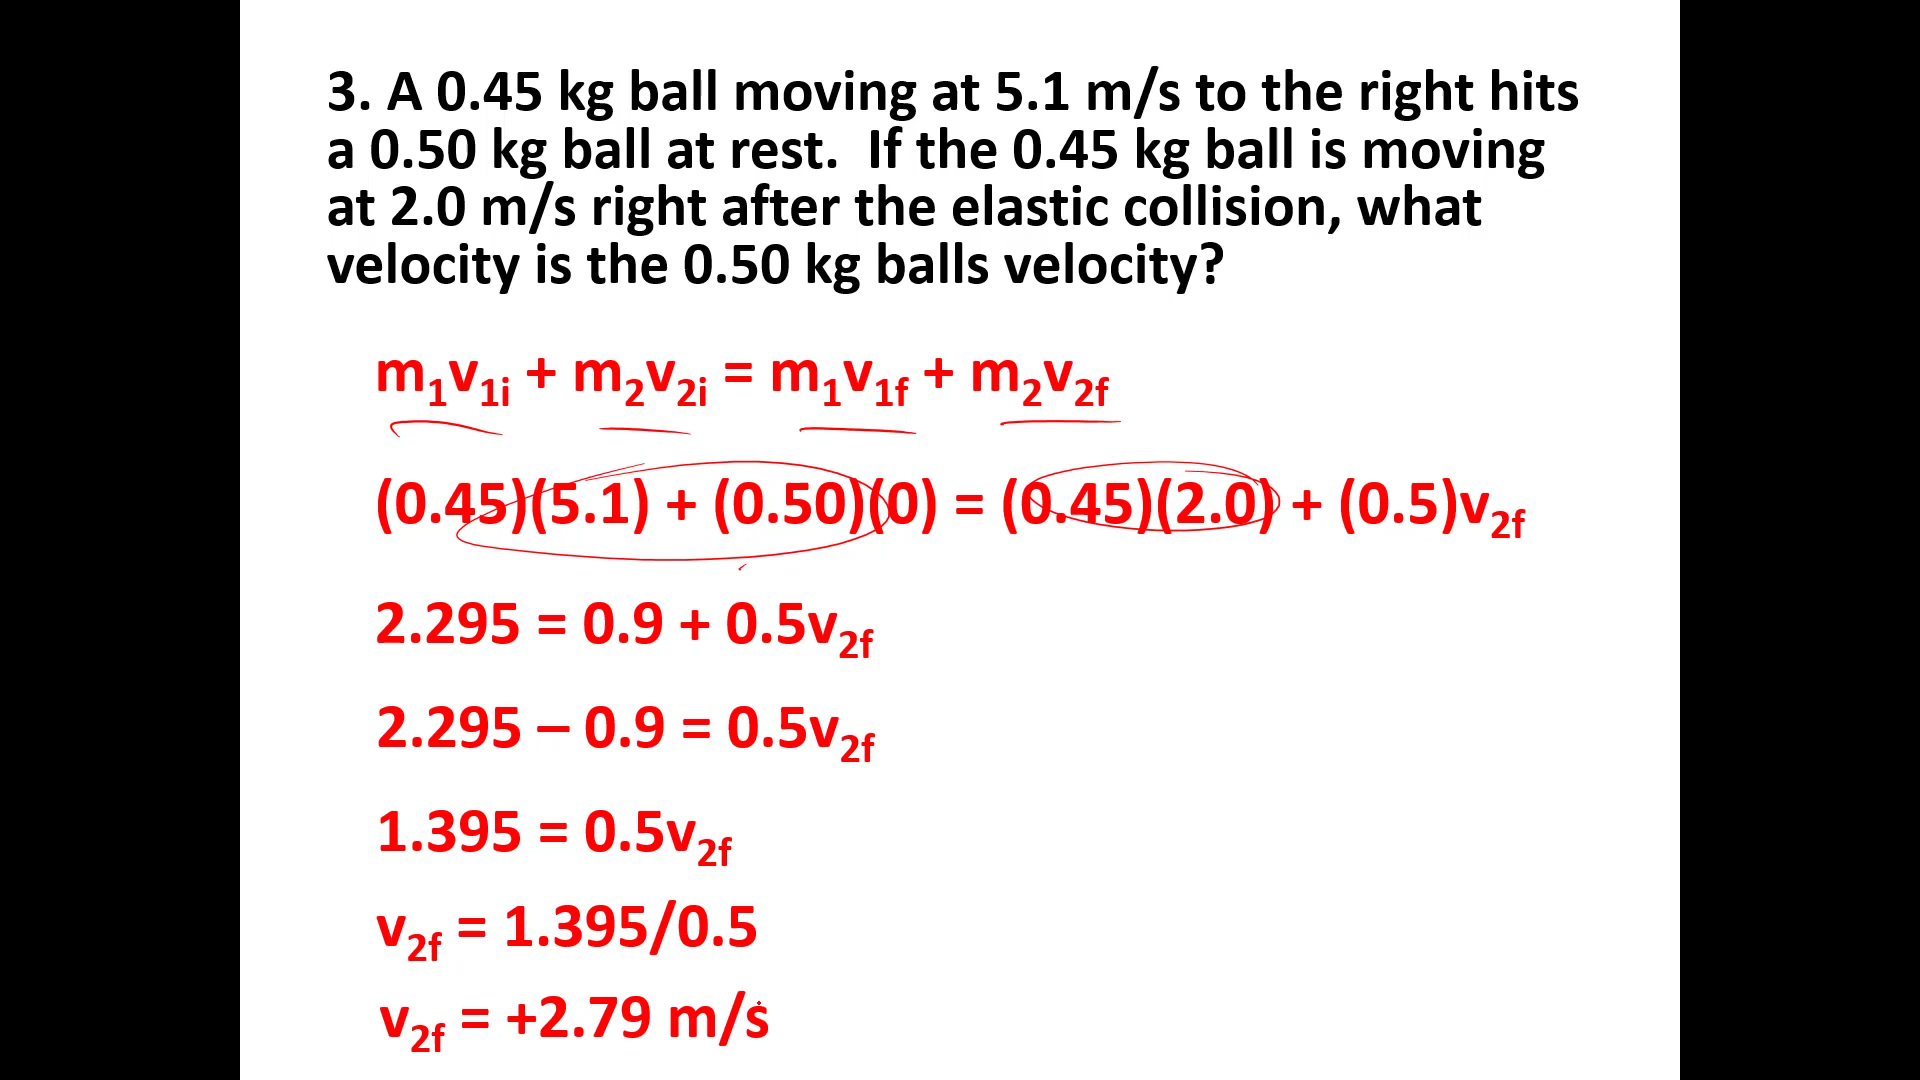 3. A 0.45 kg ball moving at 5.1 m/s to the right hits
a 0.50 kg ball at rest.  If the 0.45 kg ball is moving
at 2.0 m/s right after the elastic collision, what
velocity is the 0.50 kg balls velocity?
m₁v₁ᵢ + m₂v₂ᵢ = m₁v₁f + m₂v₂f
(0.45)(5.1) + (0.50)(0) = (0.45)(2.0) + (0.5)v₂f
2.295 = 0.9 + 0.5v₂f
2.295 – 0.9 = 0.5v₂f
1.395 = 0.5v₂f
v₂f = 1.395/0.5
v₂f = +2.79 m/s